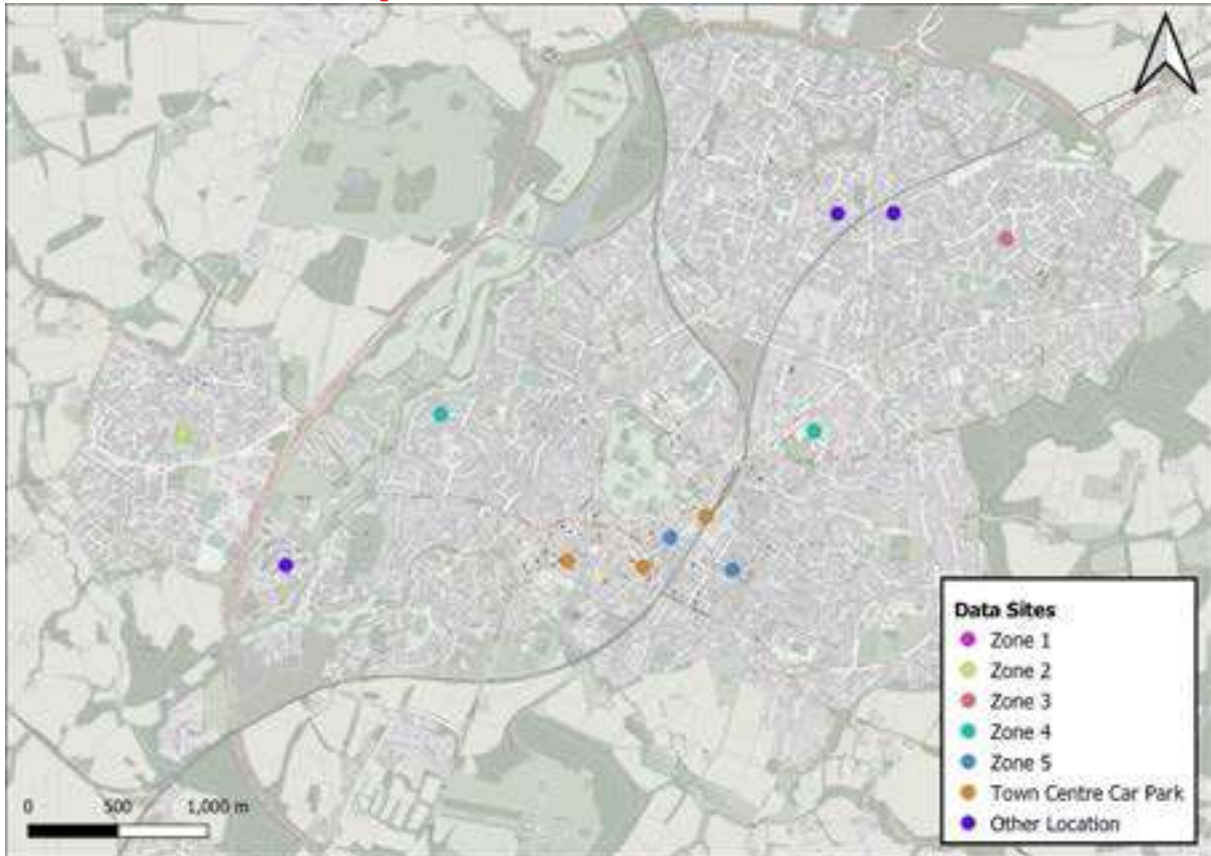 Data Sites
Zone 1
Zone 2
Zone 3
Zone 4
Zone 5
Town Centre Car Park
Other Location
0 500 1,000 m